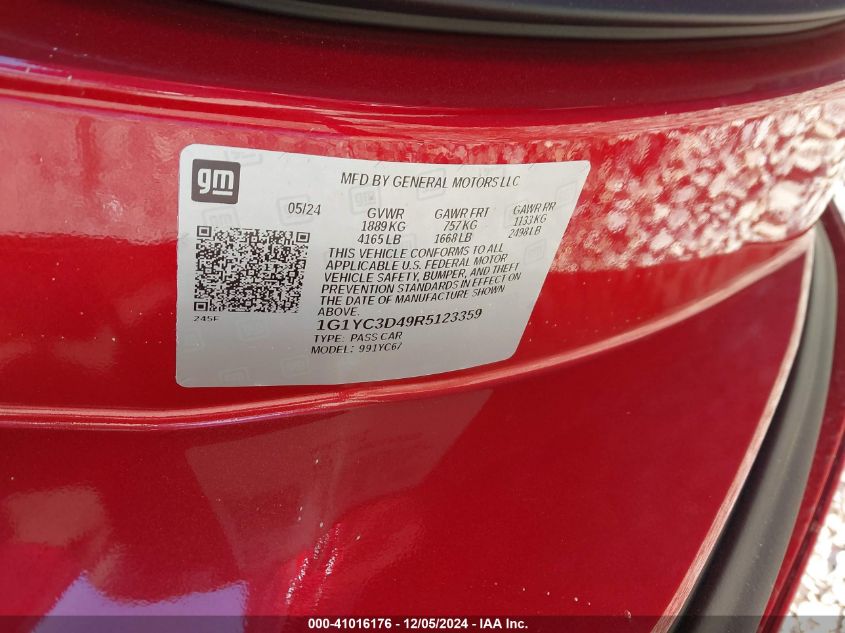 gm
MFD BY GENERAL MOTORS LLC
05/24 GVWR GAWR FRT GAWR RR
1889 KG 757 KG 1133 KG
4165 LB 1668 LB 2498 LB
THIS VEHICLE CONFORMS TO ALL
APPLICABLE U.S. FEDERAL MOTOR
VEHICLE SAFETY, BUMPER, AND THEFT
PREVENTION STANDARDS IN EFFECT ON
THE DATE OF MANUFACTURE SHOWN
ABOVE.
245F
1G1YC3D49R5123359
TYPE: PASS CAR
MODEL: 991YC67
000-41016176 - 12/05/2024 - IAA Inc.